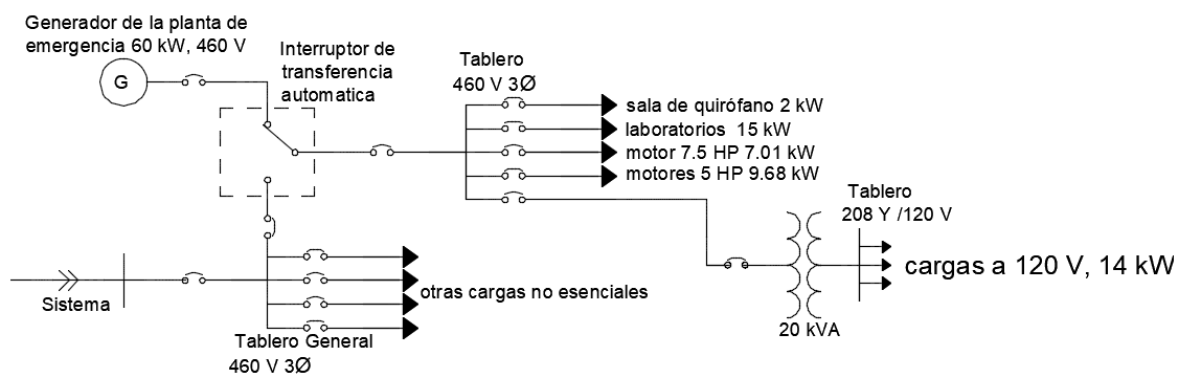 Generador de la planta de
emergencia 60 kW, 460 V
G
Interruptor de
transferencia
automatica
Tablero
460 V 3Ø
sala de quirófano 2 kW
laboratorios 15 kW
motor 7.5 HP 7.01 kW
motores 5 HP 9.68 kW
Tablero
208 Y /120 V
cargas a 120 V, 14 kW
20 kVA
Sistema
otras cargas no esenciales
Tablero General
460 V 3Ø